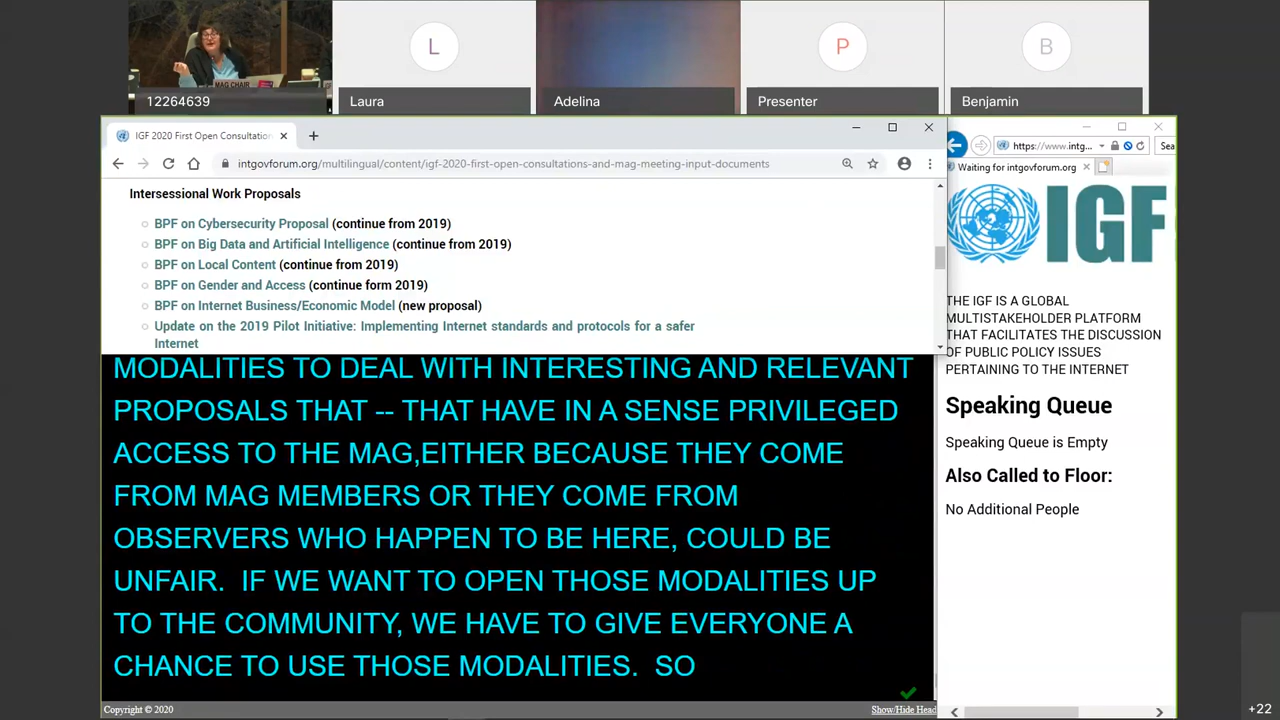 MAG CHAIR
L
P
B
12264639
Laura
Adelina
Presenter
Benjamin
IGF 2020 First Open Consultation
intgovforum.org/multilingual/content/igf-2020-first-open-consultations-and-mag-meeting-input-documents
Intersessional Work Proposals
BPF on Cybersecurity Proposal (continue from 2019)
BPF on Big Data and Artificial Intelligence (continue from 2019)
BPF on Local Content (continue from 2019)
BPF on Gender and Access (continue form 2019)
BPF on Internet Business/Economic Model (new proposal)
Update on the 2019 Pilot Initiative: Implementing Internet standards and protocols for a safer
Internet
MODALITIES TO DEAL WITH INTERESTING AND RELEVANT
PROPOSALS THAT -- THAT HAVE IN A SENSE PRIVILEGED
ACCESS TO THE MAG,EITHER BECAUSE THEY COME
FROM MAG MEMBERS OR THEY COME FROM
OBSERVERS WHO HAPPEN TO BE HERE, COULD BE
UNFAIR.  IF WE WANT TO OPEN THOSE MODALITIES UP
TO THE COMMUNITY, WE HAVE TO GIVE EVERYONE A
CHANCE TO USE THOSE MODALITIES.  SO
Copyright © 2020
Show/Hide Head
https://www.intg...
Sea
Waiting for intgovforum.org
IGF
THE IGF IS A GLOBAL
MULTISTAKEHOLDER PLATFORM
THAT FACILITATES THE DISCUSSION
OF PUBLIC POLICY ISSUES
PERTAINING TO THE INTERNET
Speaking Queue
Speaking Queue is Empty
Also Called to Floor:
No Additional People
+22